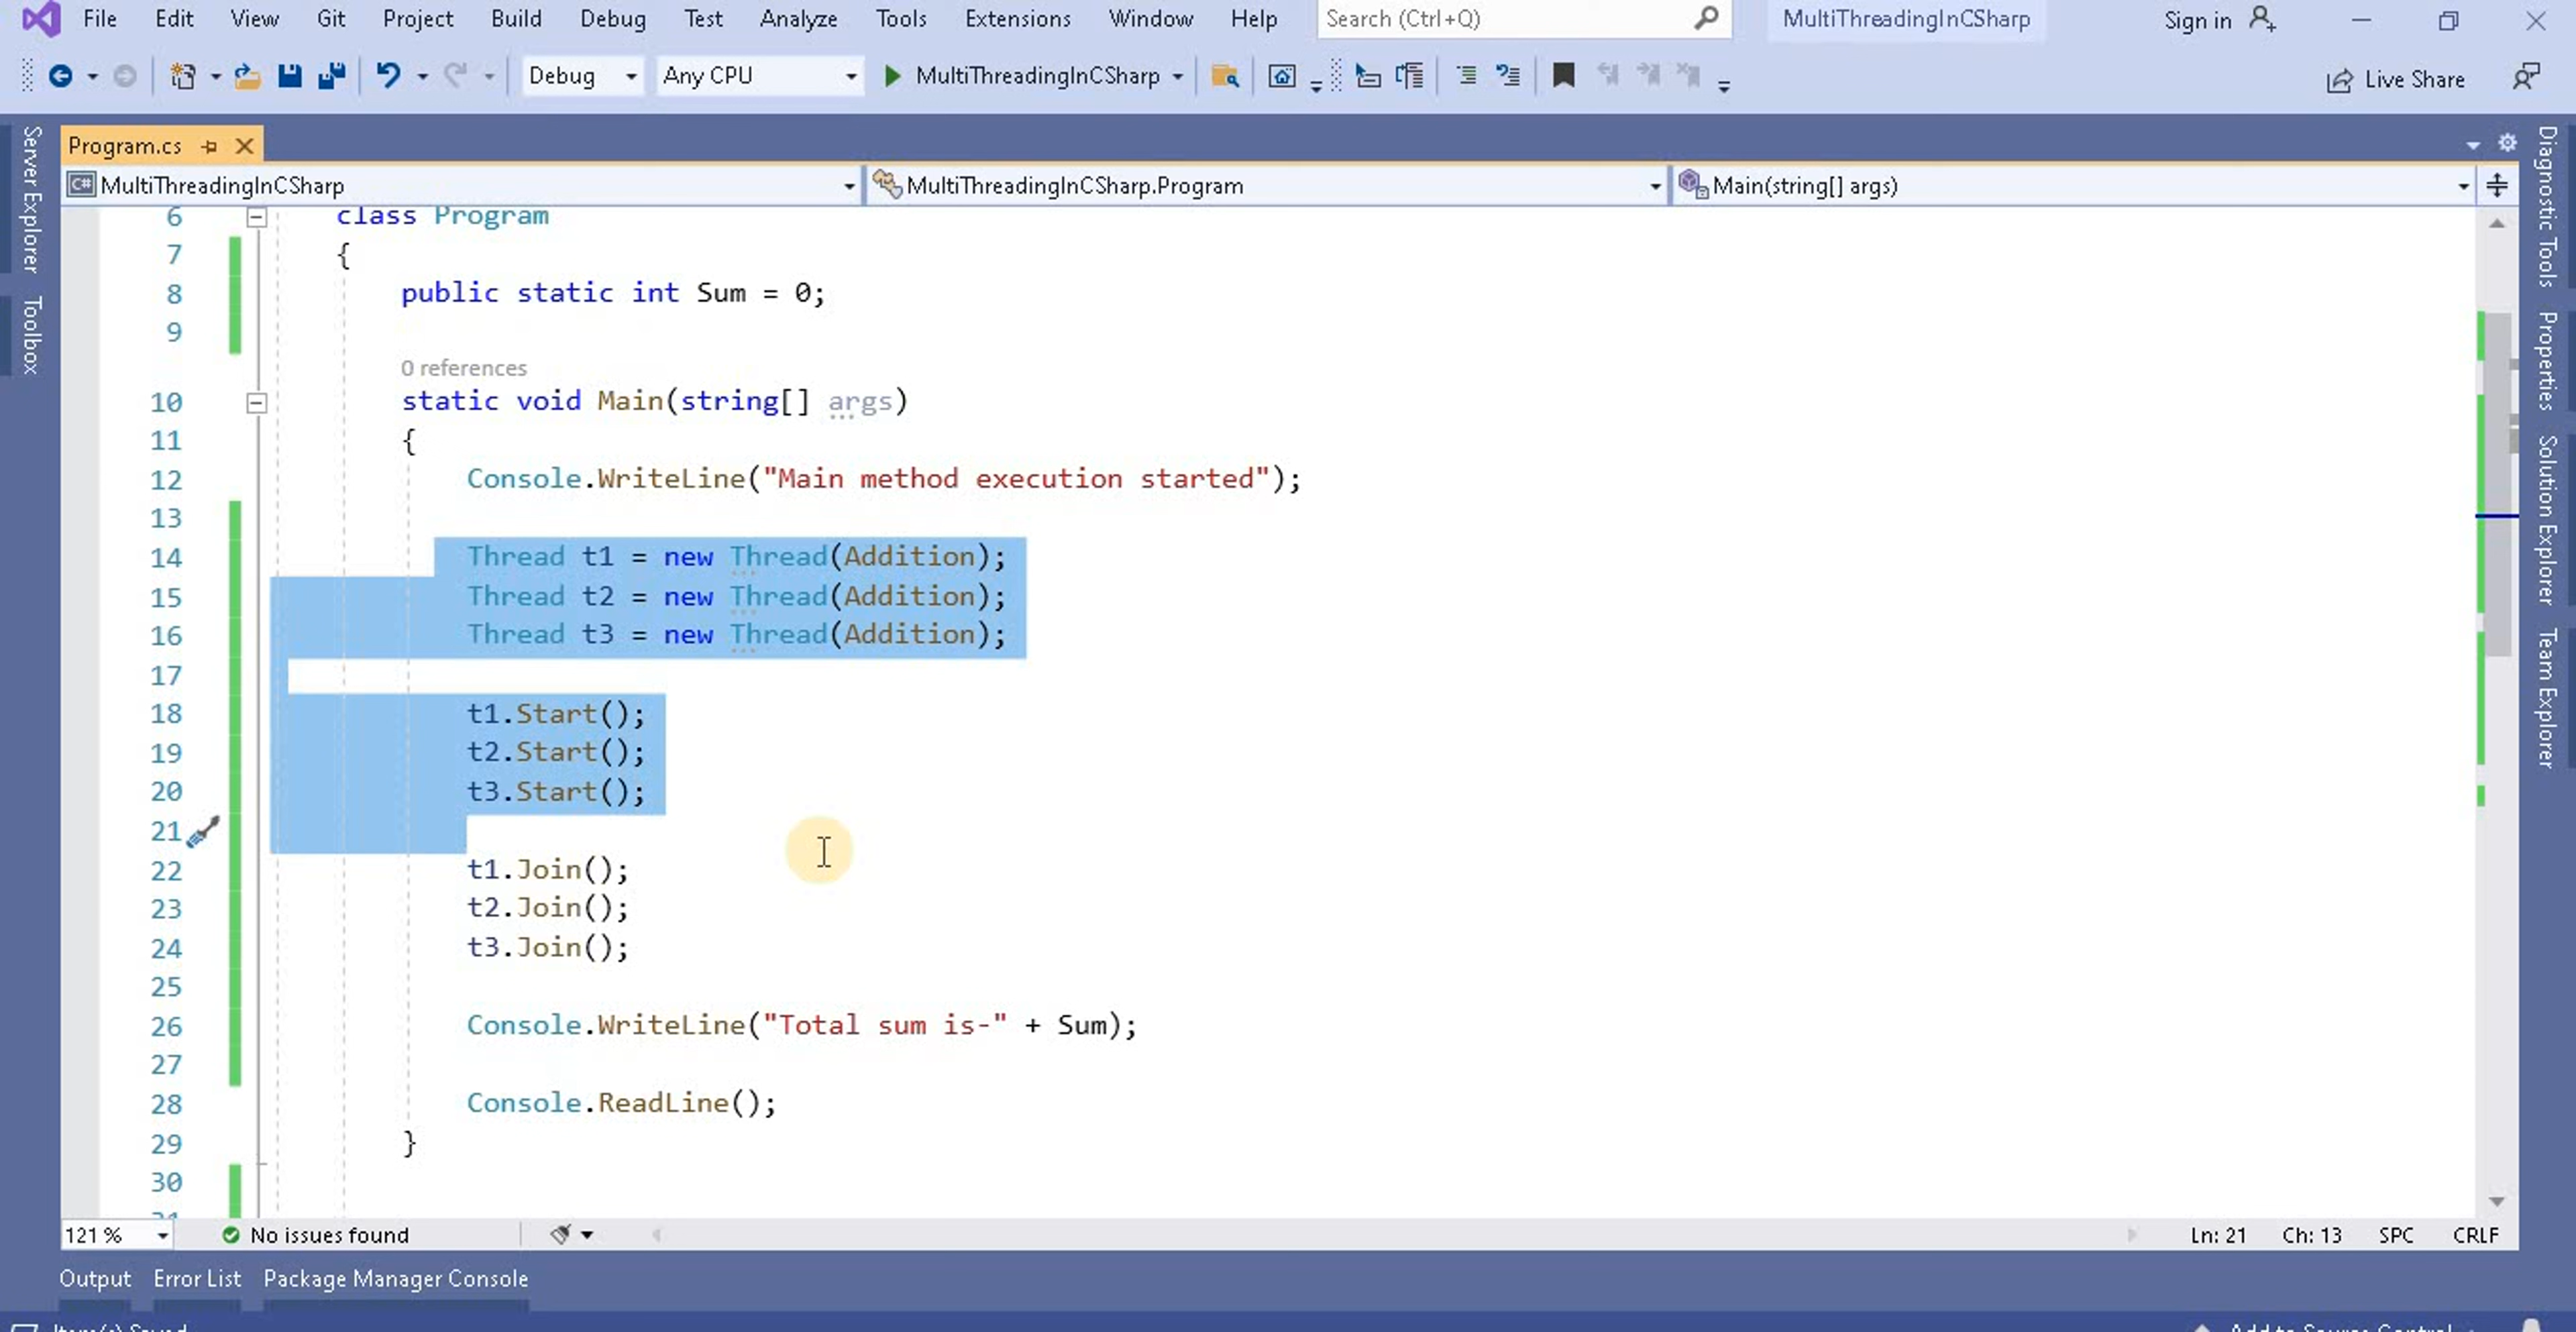 File Edit View Git Project Build Debug Test Analyze Tools Extensions Window Help Search (Ctrl+Q) MultiThreadingInCSharp Sign in
Debug Any CPU MultiThreadingInCSharp Live Share
Server Explorer
Toolbox
Program.cs
MultiThreadingInCSharp MultiThreadingInCSharp.Program Main(string[] args)
6 class Program
7 {
8 public static int Sum = 0;
9
0 references
10 static void Main(string[] args)
11 {
12 Console.WriteLine("Main method execution started");
13
14 Thread t1 = new Thread(Addition);
15 Thread t2 = new Thread(Addition);
16 Thread t3 = new Thread(Addition);
17
18 t1.Start();
19 t2.Start();
20 t3.Start();
21
22 t1.Join();
23 t2.Join();
24 t3.Join();
25
26 Console.WriteLine("Total sum is-" + Sum);
27
28 Console.ReadLine();
29 }
30
Diagnostic Tools
Properties
Solution Explorer
Team Explorer
121 % No issues found Ln: 21 Ch: 13 SPC CRLF
Output Error List Package Manager Console
Item(s) Saved Add to Source Control